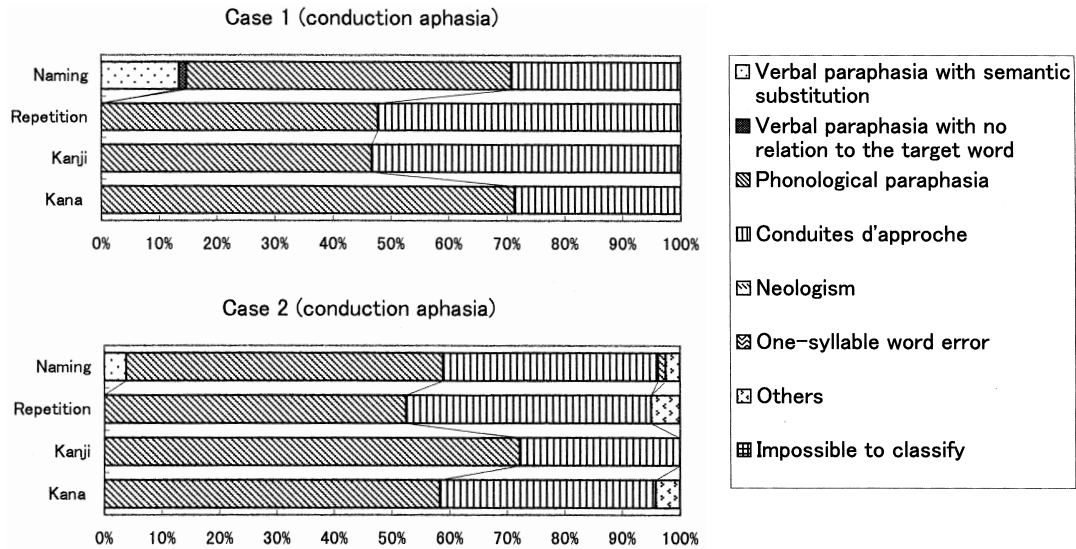 Case 1 (conduction aphasia)
Naming
Repetition
Kanji
Kana
0% 10% 20% 30% 40% 50% 60% 70% 80% 90% 100%
Case 2 (conduction aphasia)
Naming
Repetition
Kanji
Kana
0% 10% 20% 30% 40% 50% 60% 70% 80% 90% 100%
Verbal paraphasia with semantic
substitution
Verbal paraphasia with no
relation to the target word
Phonological paraphasia
Conduites d'approche
Neologism
One-syllable word error
Others
Impossible to classify